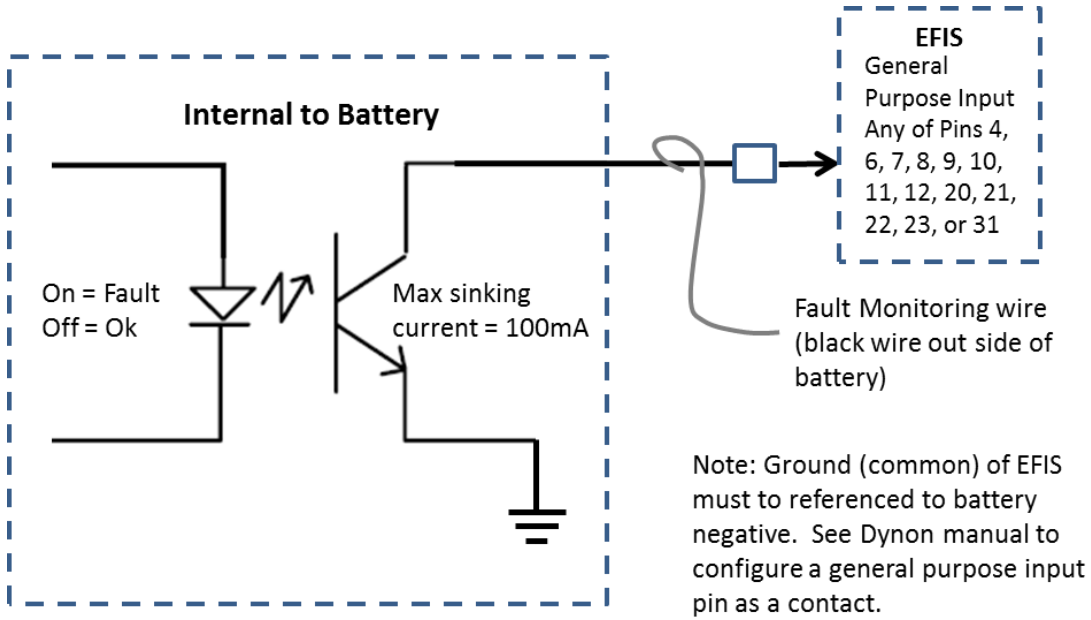 EFIS
General
Purpose Input
Any of Pins 4,
6, 7, 8, 9, 10,
11, 12, 20, 21,
22, 23, or 31
Internal to Battery
On = Fault
Off = Ok
Max sinking
current = 100mA
Fault Monitoring wire
(black wire out side of
battery)
Note: Ground (common) of EFIS
must to referenced to battery
negative.  See Dynon manual to
configure a general purpose input
pin as a contact.